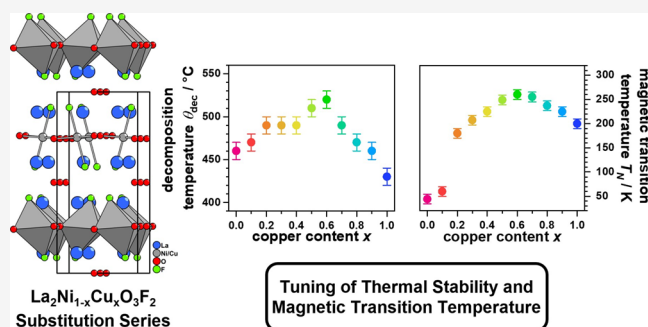 La
Ni/Cu
O
F
La₂Ni₁₋ₓCuₓO₃F₂
Substitution Series
decomposition
temperature θdec / °C
550
500
450
400
0.0 0.2 0.4 0.6 0.8 1.0
copper content x
magnetic transition
temperature TN / K
300
250
200
150
100
50
0.0 0.2 0.4 0.6 0.8 1.0
copper content x
Tuning of Thermal Stability and
Magnetic Transition Temperature